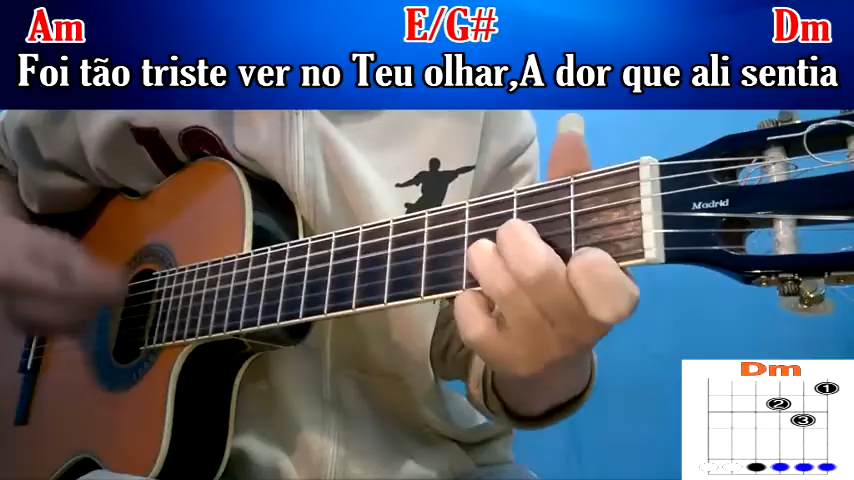 Am E/G# Dm
Foi tão triste ver no Teu olhar,A dor que ali sentia
Madrid
Dm
1
2
3